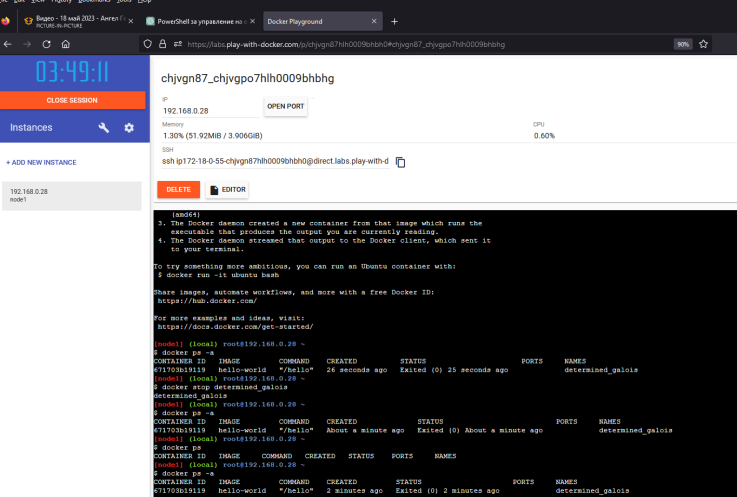 File Edit View History Bookmarks Tools Help
Видео - 18 май 2023 - Ангел Г
PICTURE-IN-PICTURE
PowerShell за управление на о
Docker Playground
https://labs.play-with-docker.com/p/chjvgn87hlh0009bhbh0#chjvgn87_chjvgpo7hlh0009bhbhg
90%
03:49:11
CLOSE SESSION
Instances
+ ADD NEW INSTANCE
192.168.0.28
node1
chjvgn87_chjvgpo7hlh0009bhbhg
IP
192.168.0.28
OPEN PORT
Memory
1.30% (51.92MiB / 3.906GiB)
CPU
0.60%
SSH
ssh ip172-18-0-55-chjvgn87hlh0009bhbh0@direct.labs.play-with-d
DELETE
EDITOR
(amd64)
3. The Docker daemon created a new container from that image which runs the
executable that produces the output you are currently reading.
4. The Docker daemon streamed that output to the Docker client, which sent it
to your terminal.
To try something more ambitious, you can run an Ubuntu container with:
$ docker run -it ubuntu bash
Share images, automate workflows, and more with a free Docker ID:
https://hub.docker.com/
For more examples and ideas, visit:
https://docs.docker.com/get-started/
[node1] (local) root@192.168.0.28 ~
$ docker ps -a
CONTAINER ID IMAGE COMMAND CREATED STATUS PORTS NAMES
671703b19119 hello-world "/hello" 26 seconds ago Exited (0) 25 seconds ago determined_galois
[node1] (local) root@192.168.0.28 ~
$ docker stop determined_galois
determined_galois
[node1] (local) root@192.168.0.28 ~
$ docker ps -a
CONTAINER ID IMAGE COMMAND CREATED STATUS PORTS NAMES
671703b19119 hello-world "/hello" About a minute ago Exited (0) About a minute ago determined_galois
[node1] (local) root@192.168.0.28 ~
$ docker ps
CONTAINER ID IMAGE COMMAND CREATED STATUS PORTS NAMES
[node1] (local) root@192.168.0.28 ~
$ docker ps -a
CONTAINER ID IMAGE COMMAND CREATED STATUS PORTS NAMES
671703b19119 hello-world "/hello" 2 minutes ago Exited (0) 2 minutes ago determined_galois